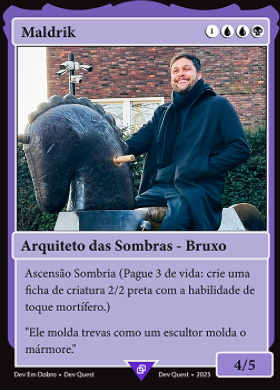 Maldrik
1
Arquiteto das Sombras - Bruxo
Ascensão Sombria (Pague 3 de vida: crie uma
ficha de criatura 2/2 preta com a habilidade de
toque mortífero.)
"Ele molda trevas como um escultor molda o
mármore."
4/5
Dev Em Dobro • Dev Quest
Dev Quest • 2025